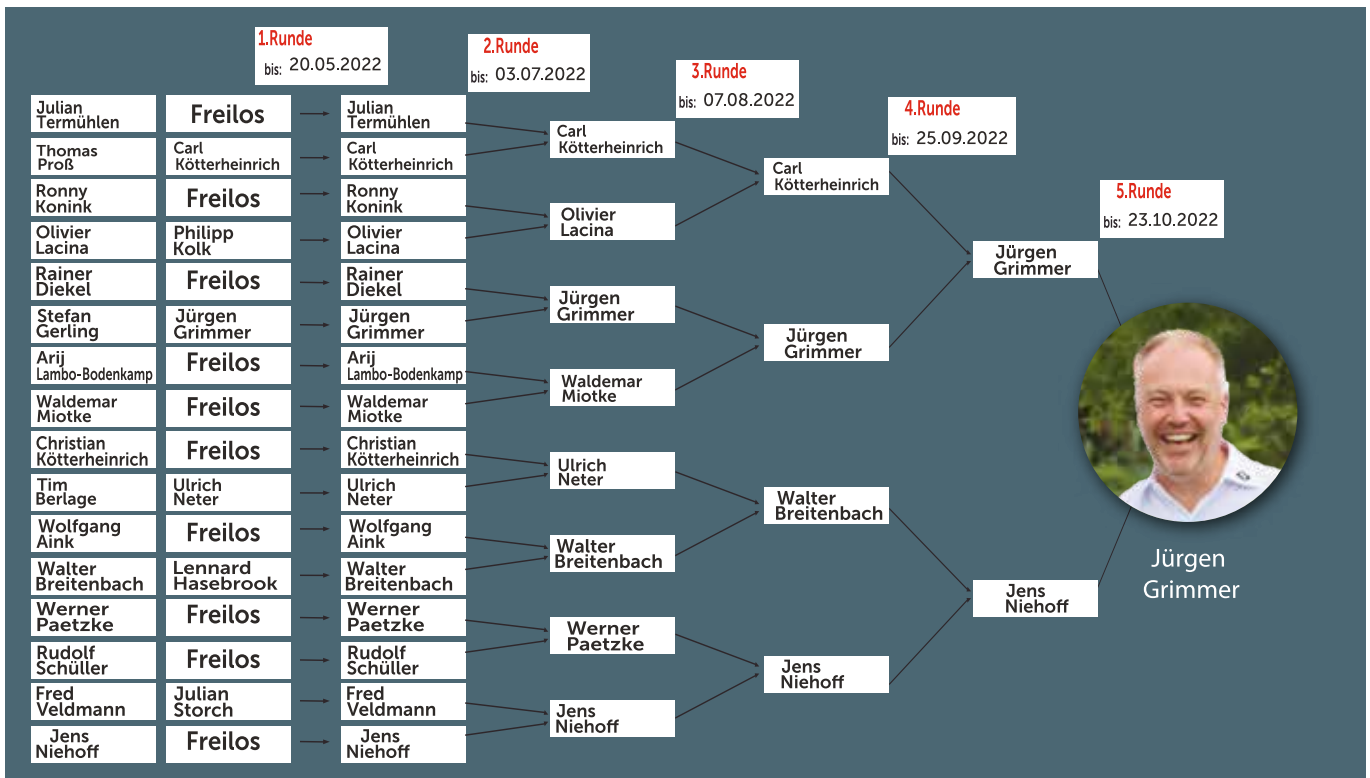 1.Runde
bis: 20.05.2022
2.Runde
bis: 03.07.2022
3.Runde
bis: 07.08.2022
4.Runde
bis: 25.09.2022
5.Runde
bis: 23.10.2022
Julian
Termühlen
Freilos
Thomas
Proß
Carl
Kötterheinrich
Ronny
Konink
Freilos
Olivier
Lacina
Philipp
Kolk
Rainer
Diekel
Freilos
Stefan
Gerling
Jürgen
Grimmer
Arij
Lambo-Bodenkamp
Freilos
Waldemar
Miotke
Freilos
Christian
Kötterheinrich
Freilos
Tim
Berlage
Ulrich
Neter
Wolfgang
Aink
Freilos
Walter
Breitenbach
Lennard
Hasebrook
Werner
Paetzke
Freilos
Rudolf
Schüller
Freilos
Fred
Veldmann
Julian
Storch
Jens
Niehoff
Freilos
Julian
Termühlen
Carl
Kötterheinrich
Ronny
Konink
Olivier
Lacina
Rainer
Diekel
Jürgen
Grimmer
Arij
Lambo-Bodenkamp
Waldemar
Miotke
Christian
Kötterheinrich
Ulrich
Neter
Wolfgang
Aink
Walter
Breitenbach
Werner
Paetzke
Rudolf
Schüller
Fred
Veldmann
Jens
Niehoff
Carl
Kötterheinrich
Olivier
Lacina
Jürgen
Grimmer
Waldemar
Miotke
Ulrich
Neter
Walter
Breitenbach
Werner
Paetzke
Jens
Niehoff
Carl
Kötterheinrich
Jürgen
Grimmer
Walter
Breitenbach
Jens
Niehoff
Jürgen
Grimmer
Jens
Niehoff
Jürgen
Grimmer